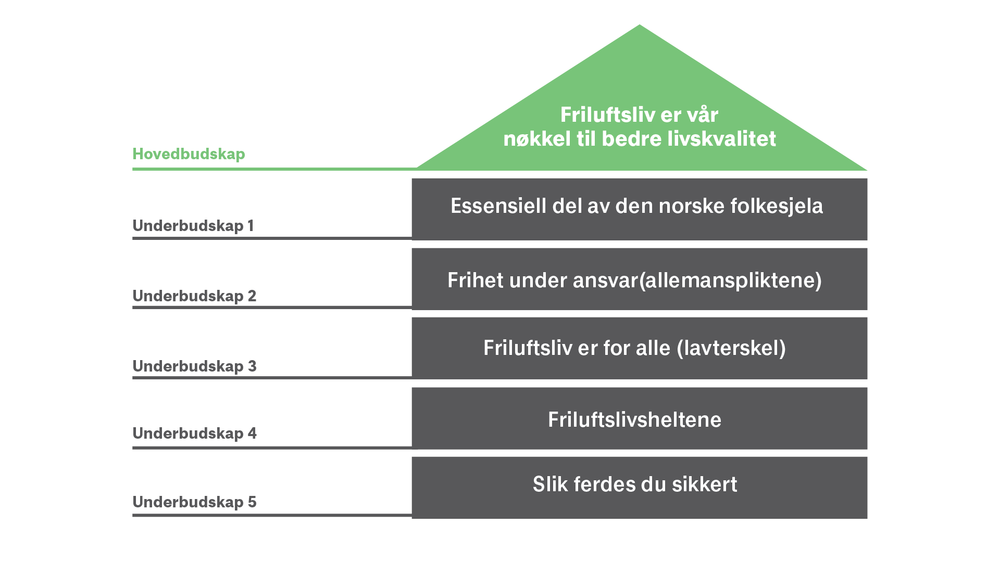 Friluftsliv er vår
nøkkel til bedre livskvalitet
Hovedbudskap
Essensiell del av den norske folkesjela
Underbudskap 1
Frihet under ansvar(allemanspliktene)
Underbudskap 2
Friluftsliv er for alle (lavterskel)
Underbudskap 3
Friluftslivsheltene
Underbudskap 4
Slik ferdes du sikkert
Underbudskap 5